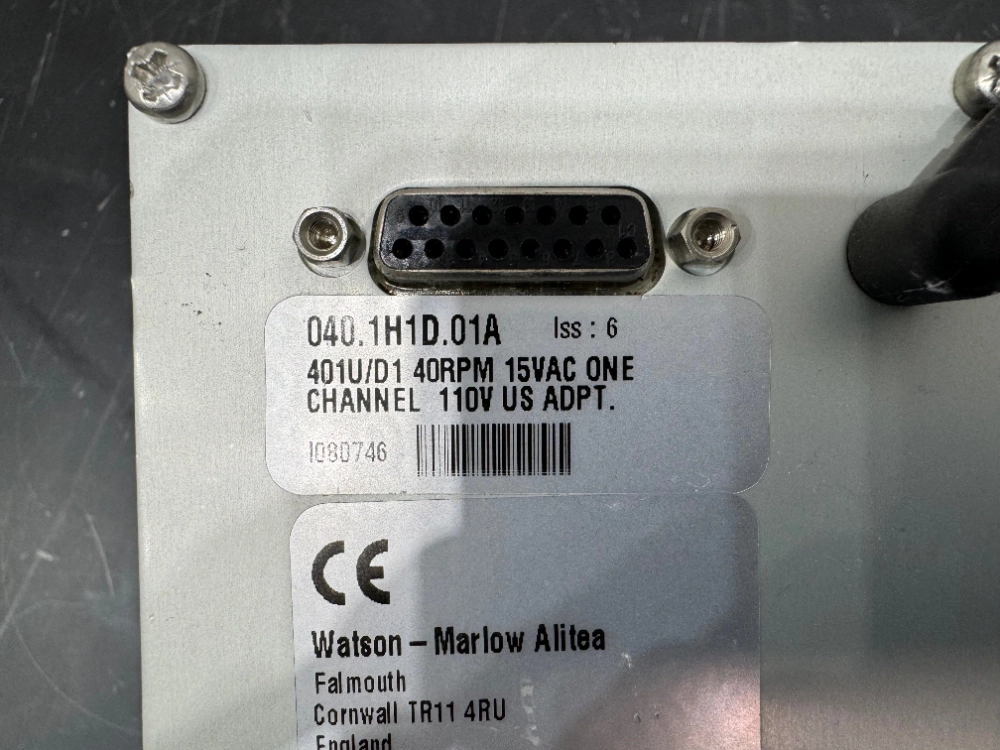 040.1H1D.01A Iss : 6
401U/D1 40RPM 15VAC ONE
CHANNEL 110V US ADPT.
I080746
CE
Watson – Marlow Alitea
Falmouth
Cornwall TR11 4RU
England